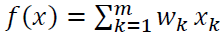 f(x) = ∑ₖ₌₁ᵐ wₖ xₖ